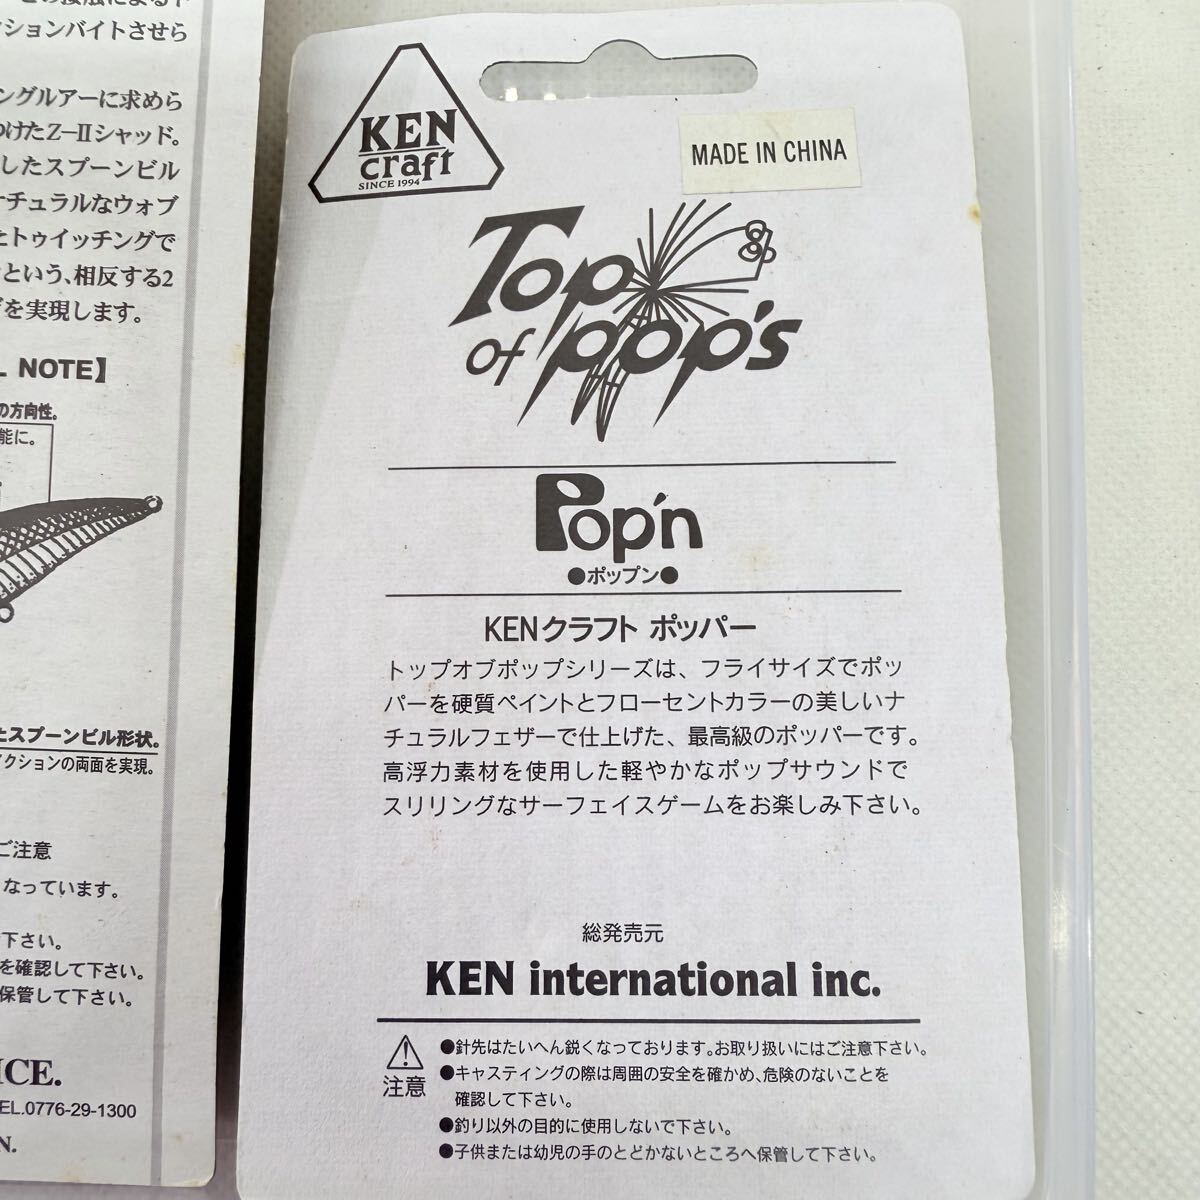 ションバイトさせら
ングルアーに求めら
つけたZ-IIシャッド。
したスプーンビル
ナチュラルなウォブ
とトゥイッチングで
という、相反する2
を実現します。
NOTE】
の方向性。
能に。
たスプーンビル形状。
クションの両面を実現。
ご注意
なっています。
下さい。
を確認して下さい。
保管して下さい。
ICE.
EL.0776-29-1300
N.
KEN
craft
SINCE 1994
MADE IN CHINA
Top
of pop's
Pop'n
●ポップン●
KENクラフト ポッパー
トップオブポップシリーズは、フライサイズでポッ
パーを硬質ペイントとフローセントカラーの美しいナ
チュラルフェザーで仕上げた、最高級のポッパーです。
高浮力素材を使用した軽やかなポップサウンドで
スリリングなサーフェイスゲームをお楽しみ下さい。
総発売元
KEN international inc.
注意
●針先はたいへん鋭くなっております。お取り扱いにはご注意下さい。
●キャスティングの際は周囲の安全を確かめ、危険のないことを
確認して下さい。
●釣り以外の目的に使用しないで下さい。
●子供または幼児の手のとどかないところへ保管して下さい。